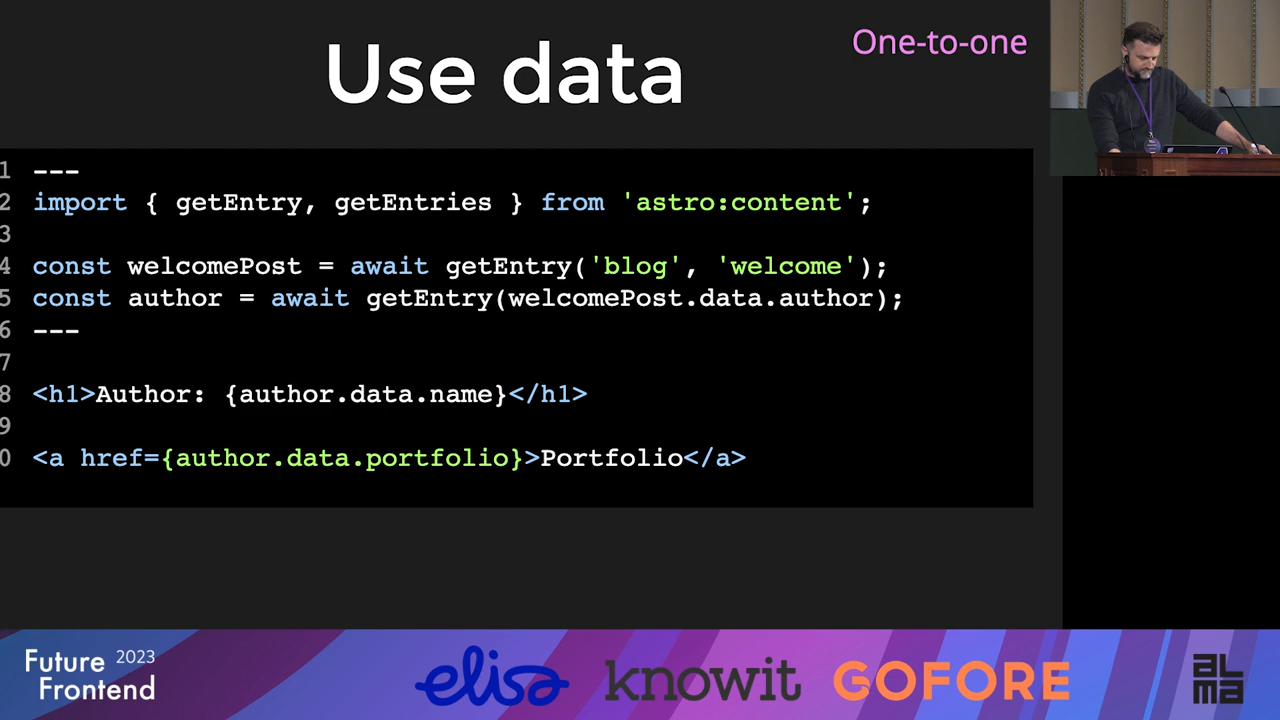 Use data
One-to-one
1 ---
2 import { getEntry, getEntries } from 'astro:content';
3
4 const welcomePost = await getEntry('blog', 'welcome');
5 const author = await getEntry(welcomePost.data.author);
6 ---
7
8 <h1>Author: {author.data.name}</h1>
9
0 <a href={author.data.portfolio}>Portfolio</a>
Future 2023
Frontend
elisa
knowit
GOFORE
aL
ma